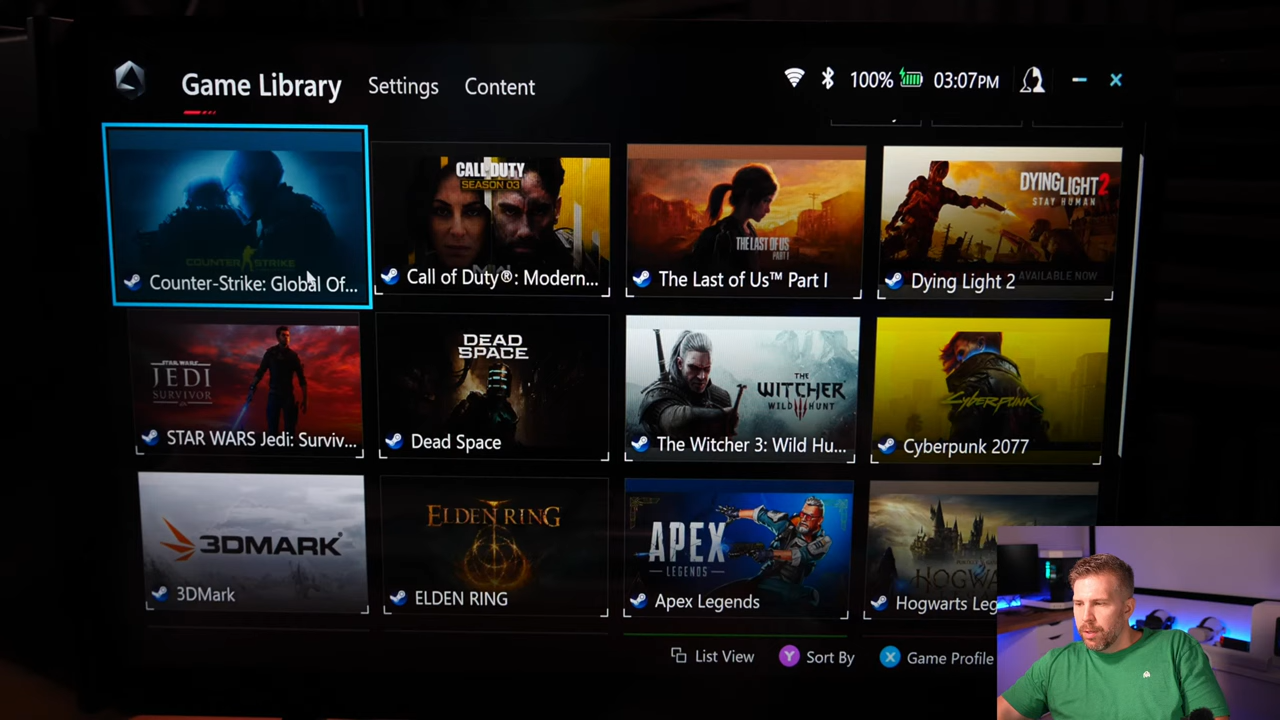 Game Library Settings Content 100% 03:07PM
COUNTER STRIKE
Counter-Strike: Global Of...
CALL OF DUTY
SEASON 03
Call of Duty®: Modern...
THE LAST OF US
PART I
The Last of Us™ Part I
DYING LIGHT 2
STAY HUMAN
AVAILABLE NOW
Dying Light 2
STAR WARS
JEDI
SURVIVOR
STAR WARS Jedi: Surviv...
DEAD
SPACE
Dead Space
THE
WITCHER
WILD HUNT
The Witcher 3: Wild Hu...
CYBERPUNK
Cyberpunk 2077
3DMARK
3DMark
ELDEN RING
ELDEN RING
APEX
LEGENDS
Apex Legends
HOGWA
Hogwarts Leg
List View Y Sort By X Game Profile